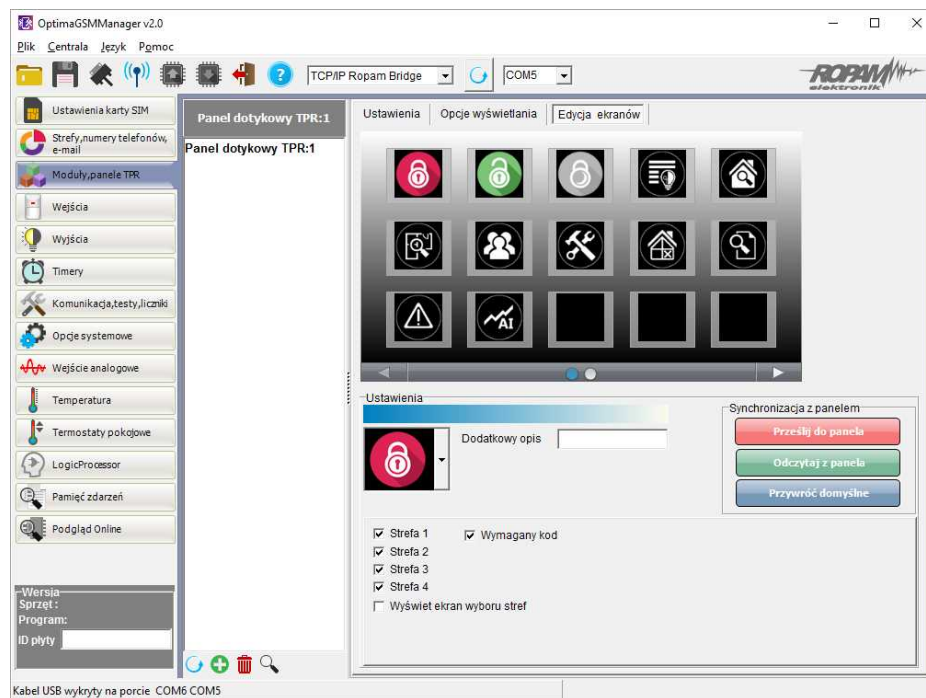 OptimaGSMManager v2.0
Plik Centrala Język Pomoc
TCP/IP Ropam Bridge
COM5
ROPAM
elektronik
Ustawienia karty SIM
Strefy,numery telefonów,
e-mail
Moduły,panele TPR
Wejścia
Wyjścia
Timery
Komunikacja,testy,liczniki
Opcje systemowe
Wejście analogowe
Temperatura
Termostaty pokojowe
LogicProcessor
Pamięć zdarzeń
Podgląd Online
Wersja
Sprzęt :
Program:
ID płyty
Panel dotykowy TPR:1
Panel dotykowy TPR:1
Ustawienia Opcje wyświetlania Edycja ekranów
AI
Ustawienia
Dodatkowy opis
Synchronizacja z panelem
Prześlij do panela
Odczytaj z panela
Przywróć domyślne
Strefa 1 Wymagany kod
Strefa 2
Strefa 3
Strefa 4
Wyświet ekran wyboru stref
Kabel USB wykryty na porcie COM6 COM5